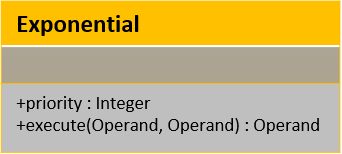 Exponential
+priority : Integer
+execute(Operand, Operand) : Operand